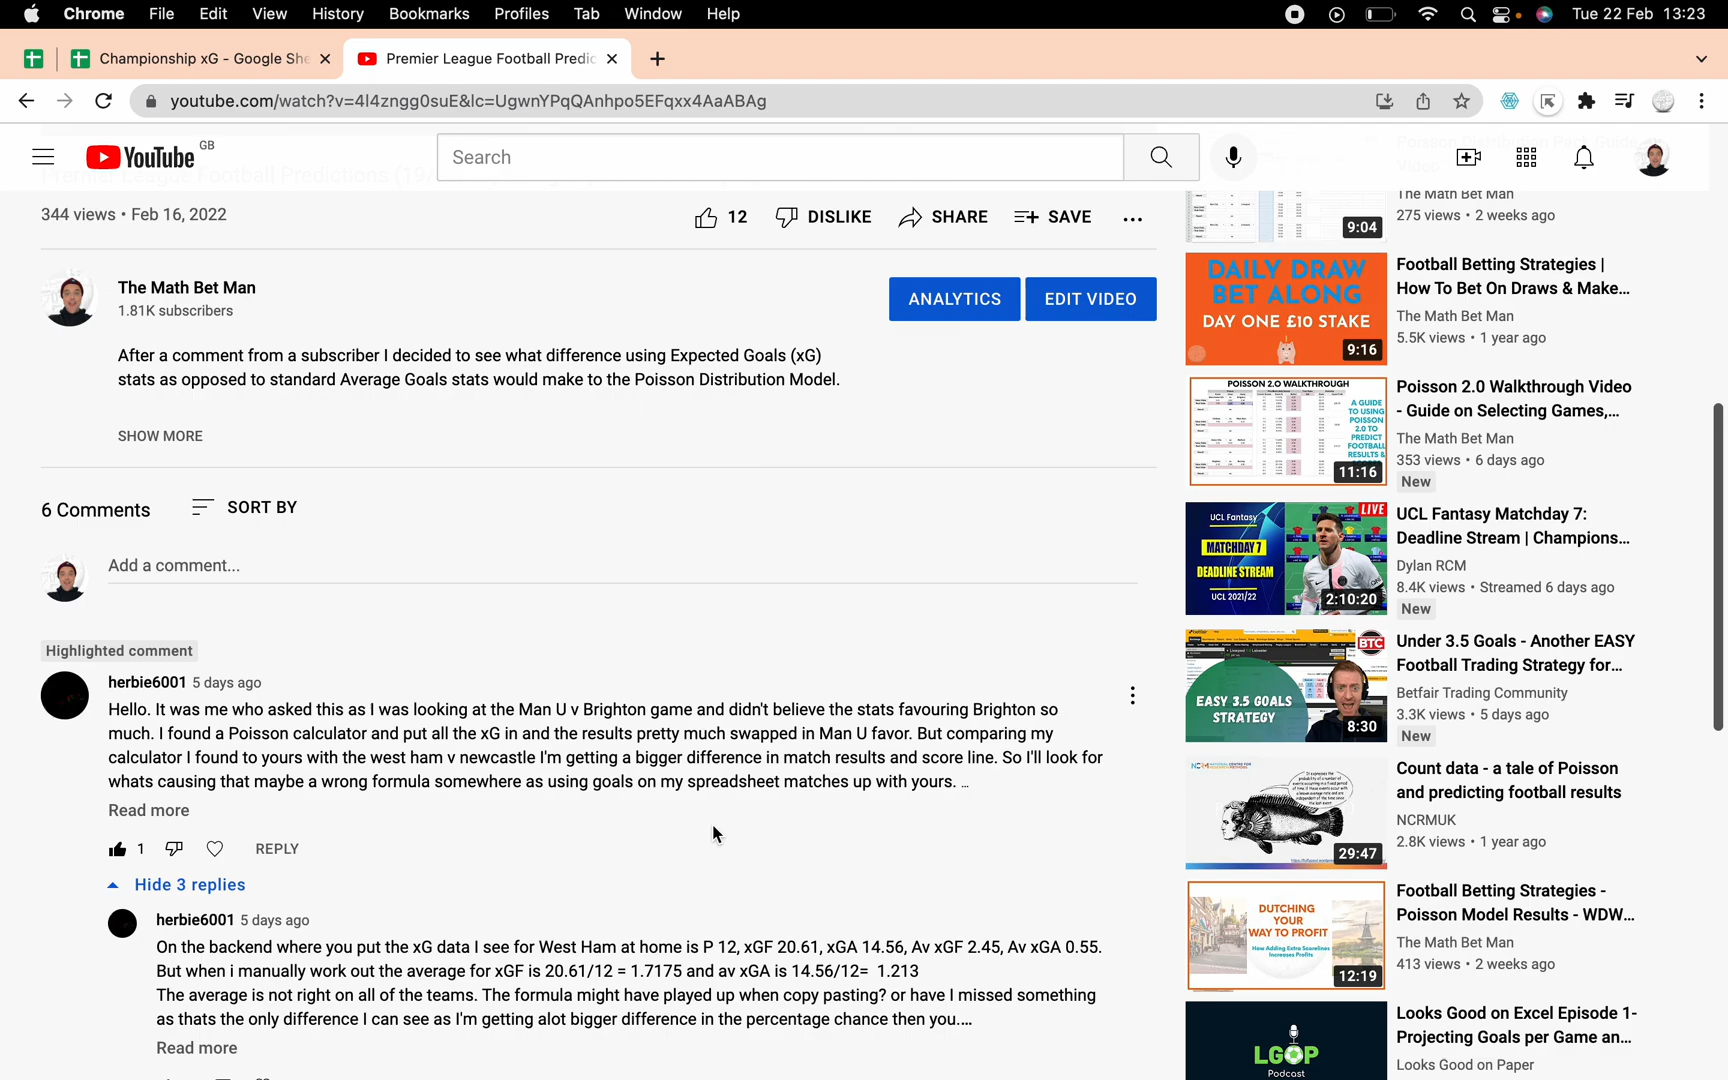 Chrome File Edit View History Bookmarks Profiles Tab Window Help Tue 22 Feb 13:23
Championship xG - Google She Premier League Football Predic
youtube.com/watch?v=4l4zngg0suE&lc=UgwnYPqQAnhpo5EFqxx4AaABAg
YouTube GB
Search
Premier League Football Predictions (19/
344 views • Feb 16, 2022
12 DISLIKE SHARE SAVE
The Math Bet Man
1.81K subscribers
ANALYTICS EDIT VIDEO
After a comment from a subscriber I decided to see what difference using Expected Goals (xG)
stats as opposed to standard Average Goals stats would make to the Poisson Distribution Model.
SHOW MORE
6 Comments SORT BY
Add a comment...
Highlighted comment
herbie6001 5 days ago
Hello. It was me who asked this as I was looking at the Man U v Brighton game and didn't believe the stats favouring Brighton so
much. I found a Poisson calculator and put all the xG in and the results pretty much swapped in Man U favor. But comparing my
calculator I found to yours with the west ham v newcastle I'm getting a bigger difference in match results and score line. So I'll look for
whats causing that maybe a wrong formula somewhere as using goals on my spreadsheet matches up with yours. …
Read more
1 REPLY
Hide 3 replies
herbie6001 5 days ago
On the backend where you put the xG data I see for West Ham at home is P 12, xGF 20.61, xGA 14.56, Av xGF 2.45, Av xGA 0.55.
But when i manually work out the average for xGF is 20.61/12 = 1.7175 and av xGA is 14.56/12= 1.213
The average is not right on all of the teams. The formula might have played up when copy pasting? or have I missed something
as thats the only difference I can see as I'm getting alot bigger difference in the percentage chance then you.…
Read more
The Math Bet Man
275 views • 2 weeks ago
9:04
DAILY DRAW
BET ALONG
DAY ONE £10 STAKE
9:16
Football Betting Strategies |
How To Bet On Draws & Make...
The Math Bet Man
5.5K views • 1 year ago
POISSON 2.0 WALKTHROUGH
A GUIDE
TO USING
POISSON
2.0 TO
PREDICT
FOOTBALL
RESULTS &
11:16
Poisson 2.0 Walkthrough Video
- Guide on Selecting Games,...
The Math Bet Man
353 views • 6 days ago
New
UCL Fantasy
MATCHDAY 7
DEADLINE STREAM
UCL 2021/22
LIVE
2:10:20
UCL Fantasy Matchday 7:
Deadline Stream | Champions...
Dylan RCM
8.4K views • Streamed 6 days ago
New
BTC
EASY 3.5 GOALS
STRATEGY
8:30
Under 3.5 Goals - Another EASY
Football Trading Strategy for...
Betfair Trading Community
3.3K views • 5 days ago
New
29:47
Count data - a tale of Poisson
and predicting football results
NCRMUK
2.8K views • 1 year ago
DUTCHING
YOUR
WAY TO PROFIT
How Adding Extra Scorelines
Increases Profits
12:19
Football Betting Strategies -
Poisson Model Results - WDW...
The Math Bet Man
413 views • 2 weeks ago
LGOP
Podcast
Looks Good on Excel Episode 1-
Projecting Goals per Game an...
Looks Good on Paper